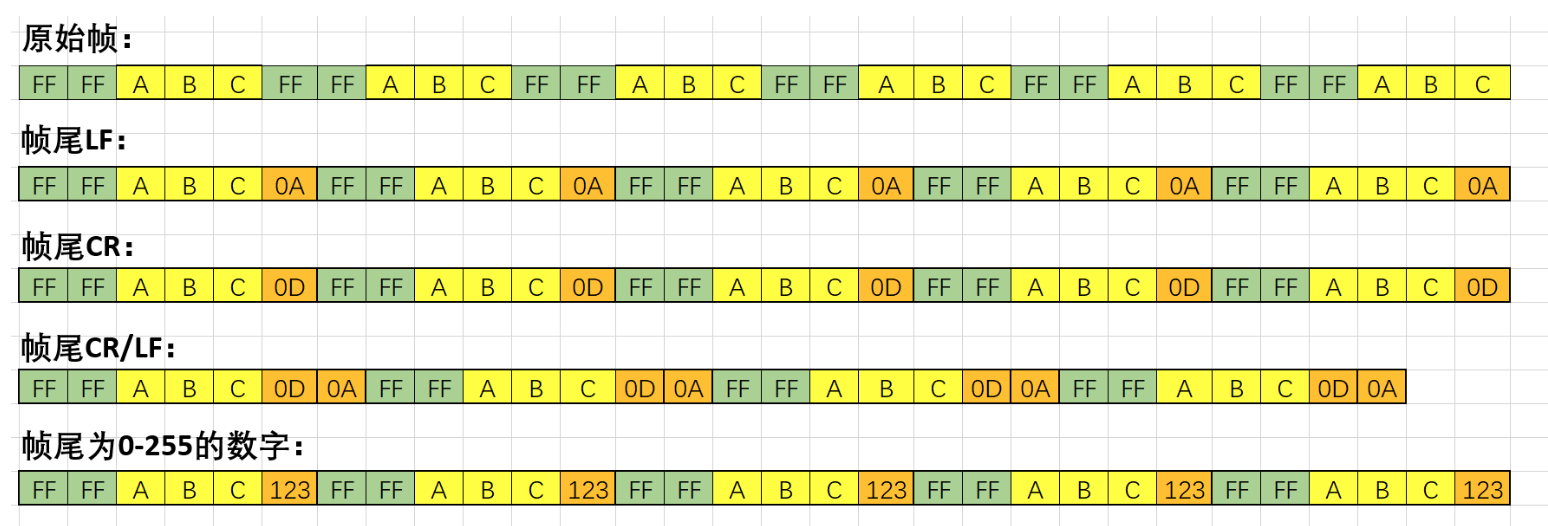 原始帧：
FF FF A B C FF FF A B C FF FF A B C FF FF A B C FF FF A B C FF FF A B C
帧尾LF：
FF FF A B C 0A FF FF A B C 0A FF FF A B C 0A FF FF A B C 0A FF FF A B C 0A
帧尾CR：
FF FF A B C 0D FF FF A B C 0D FF FF A B C 0D FF FF A B C 0D FF FF A B C 0D
帧尾CR/LF：
FF FF A B C 0D 0A FF FF A B C 0D 0A FF FF A B C 0D 0A FF FF A B C 0D 0A
帧尾为0-255的数字：
FF FF A B C 123 FF FF A B C 123 FF FF A B C 123 FF FF A B C 123 FF FF A B C 123